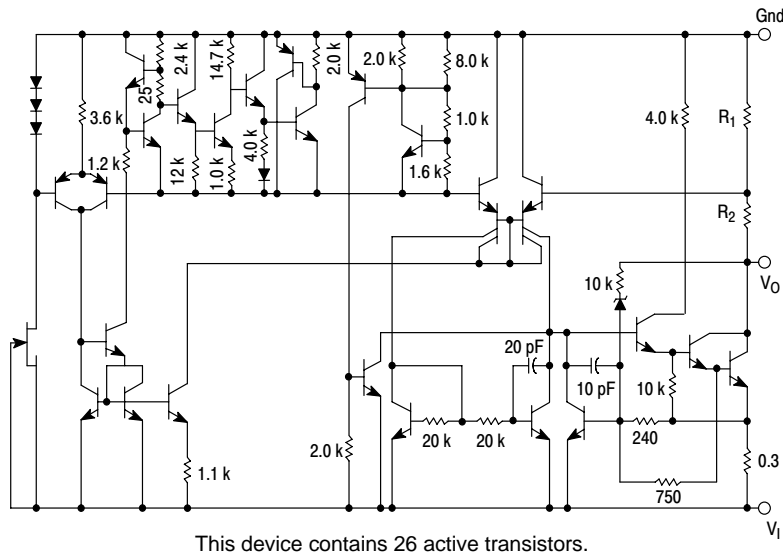 Gnd
2.4 k
25
14.7 k
2.0 k
2.0 k
8.0 k
3.6 k
1.0 k
4.0 k
R1
1.2 k
12 k
1.0 k
4.0 k
1.6 k
R2
10 k
VO
20 pF
10 pF
10 k
20 k
20 k
240
2.0 k
0.3
1.1 k
750
VI
This device contains 26 active transistors.